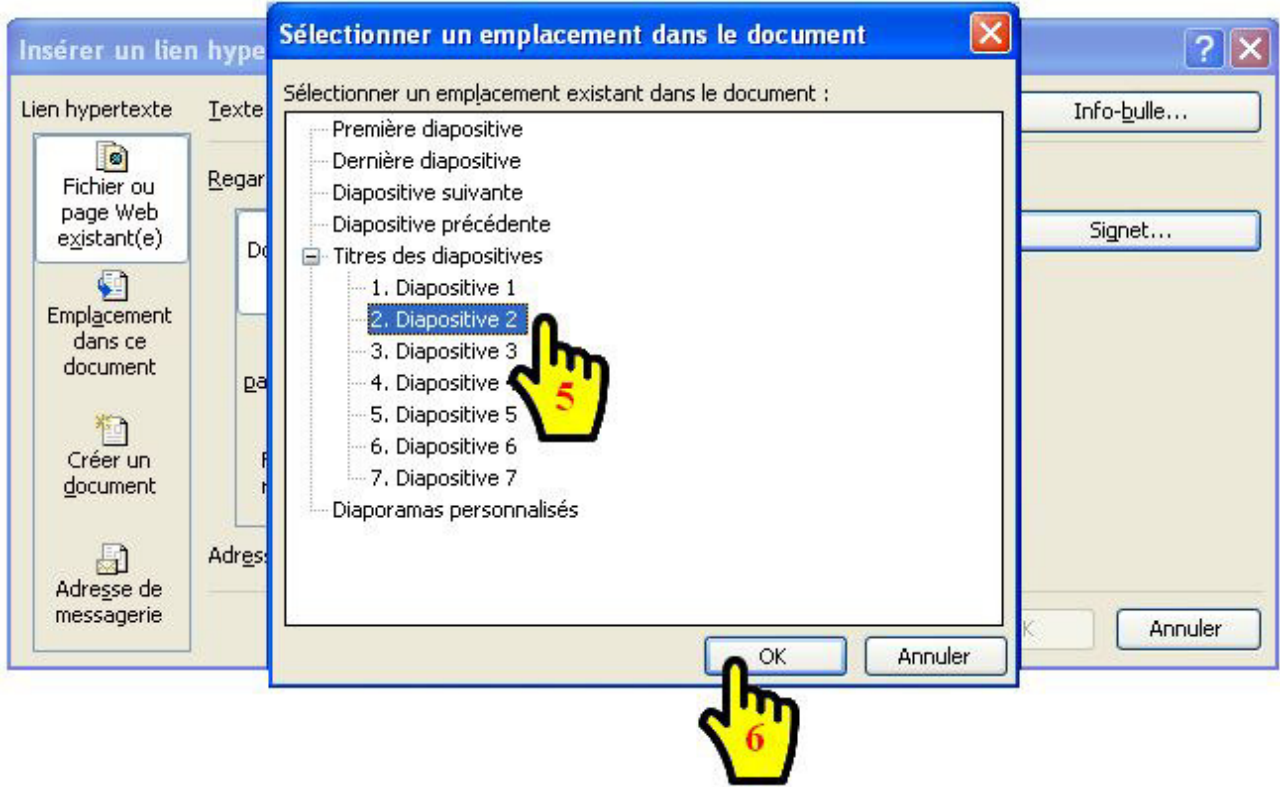 Insérer un lien hype
Lien hypertexte
Texte
Fichier ou
page Web
existant(e)
Regar
Emplacement
dans ce
document
Créer un
document
Adresse de
messagerie
Sélectionner un emplacement dans le document
Sélectionner un emplacement existant dans le document :
Première diapositive
Dernière diapositive
Diapositive suivante
Diapositive précédente
Titres des diapositives
1. Diapositive 1
2. Diapositive 2
3. Diapositive 3
4. Diapositive
5. Diapositive 5
6. Diapositive 6
7. Diapositive 7
Diaporamas personnalisés
5
OK
Annuler
6
?
Info-bulle...
Signet...
Annuler